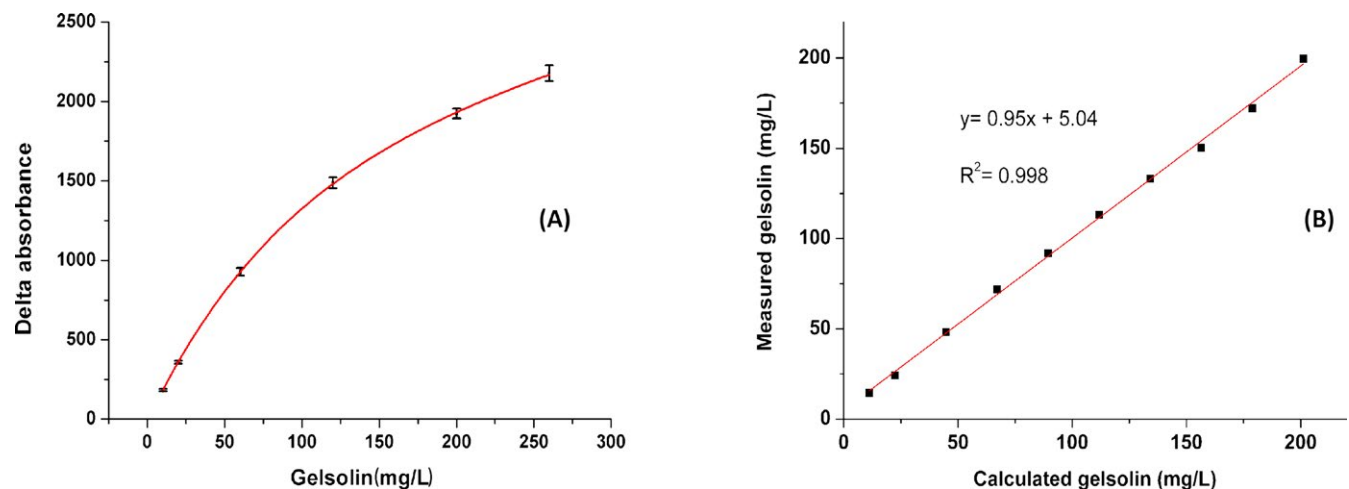 2500
2000
1500
1000
500
0
Delta absorbance
0 50 100 150 200 250 300
Gelsolin(mg/L)
(A)
200
150
100
50
0
Measured gelsolin (mg/L)
y= 0.95x + 5.04
R²= 0.998
(B)
0 50 100 150 200
Calculated gelsolin (mg/L)